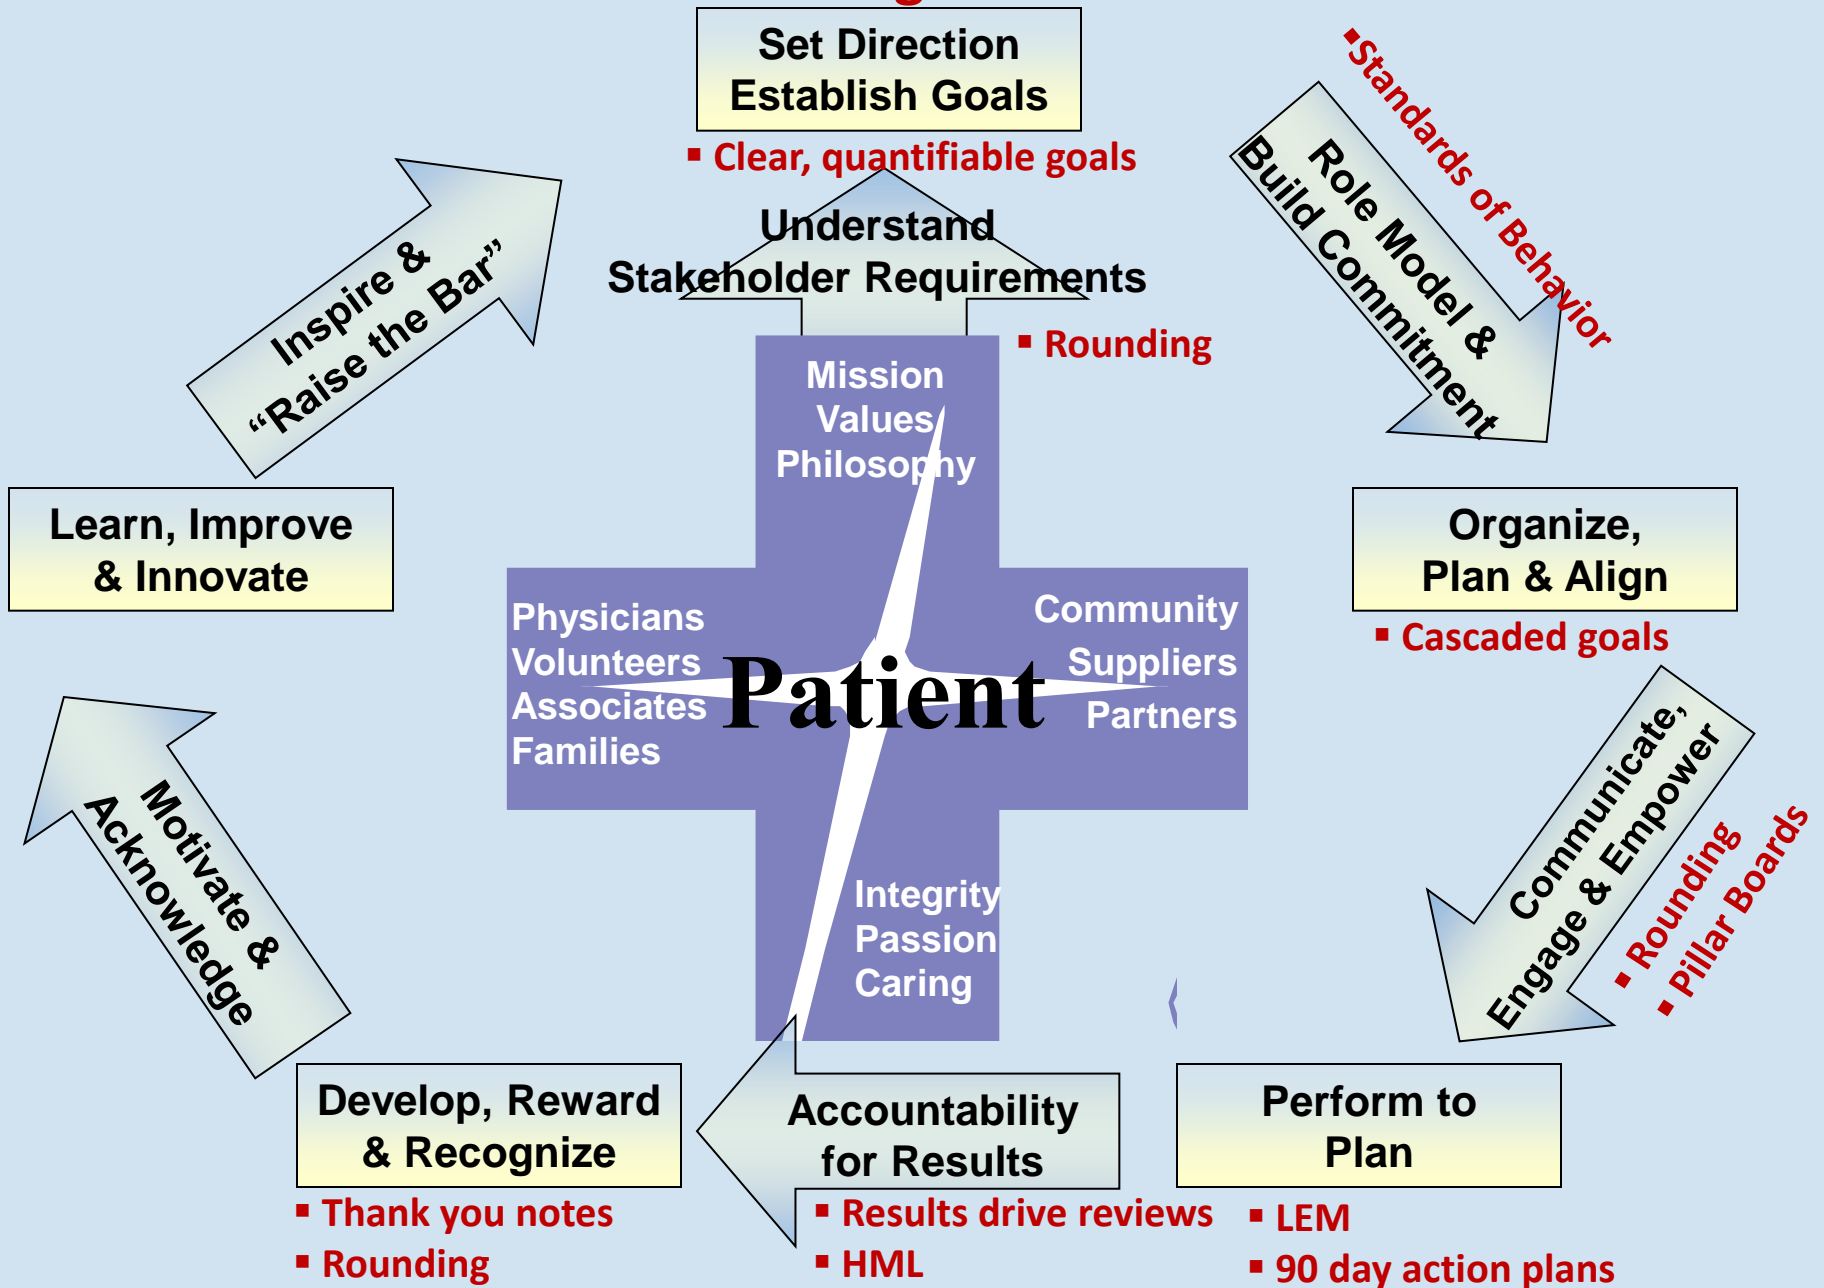 Set Direction
Establish Goals
▪ Clear, quantifiable goals
Understand
Stakeholder Requirements
▪ Rounding
▪Standards of Behavior
Role Model &
Build Commitment
Organize,
Plan & Align
▪ Cascaded goals
Communicate,
Engage & Empower
▪ Rounding
▪ Pillar Boards
Perform to
Plan
▪ LEM
▪ 90 day action plans
Accountability
for Results
▪ Results drive reviews
▪ HML
Develop, Reward
& Recognize
▪ Thank you notes
▪ Rounding
Motivate &
Acknowledge
Learn, Improve
& Innovate
Inspire &
“Raise the Bar”
Mission
Values
Philosophy
Physicians
Volunteers
Associates
Families
Patient
Community
Suppliers
Partners
Integrity
Passion
Caring